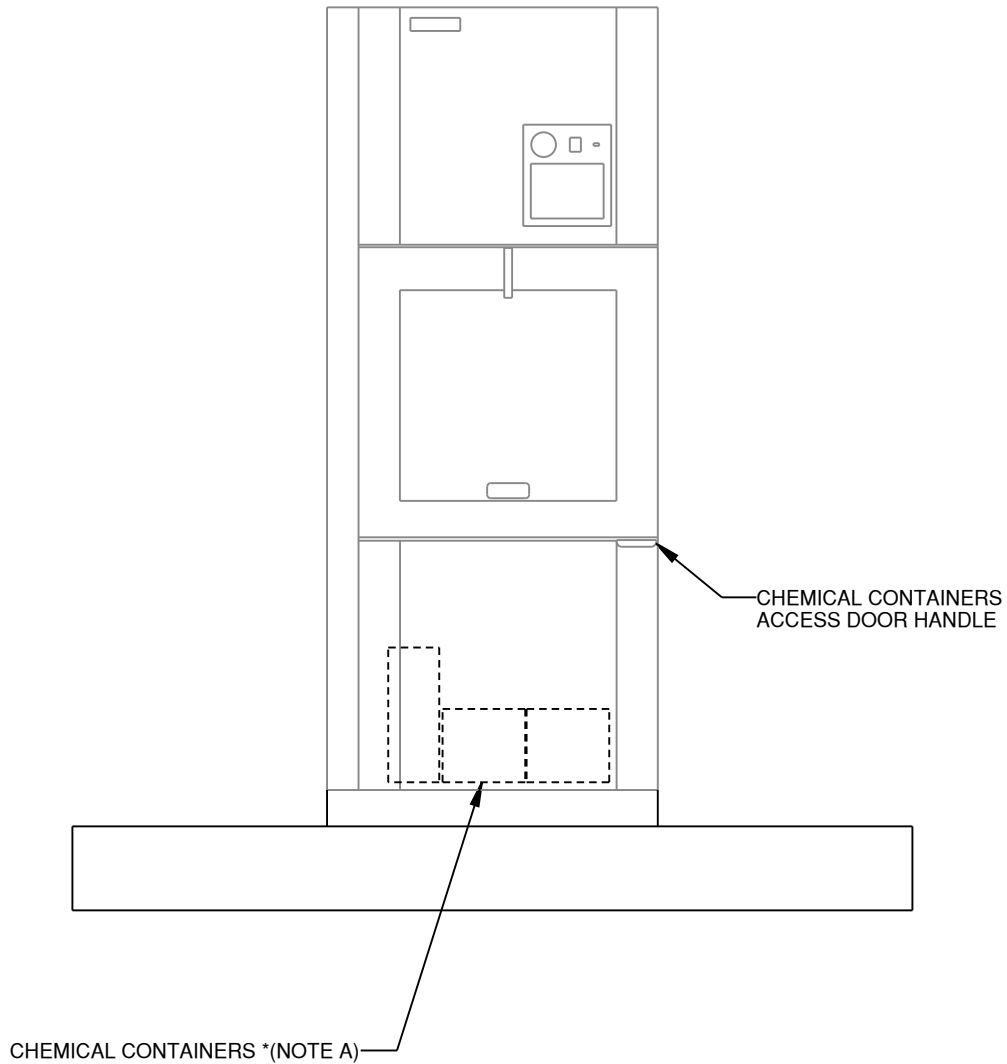 CHEMICAL CONTAINERS
ACCESS DOOR HANDLE
CHEMICAL CONTAINERS *(NOTE A)